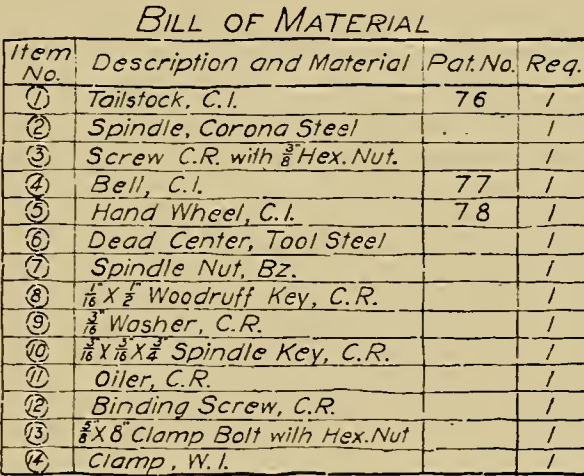 BILL OF MATERIAL
Item No. Description and Material Pat. No. Req.
1 Tailstock, C.I. 76 1
2 Spindle, Corona Steel 1
3 Screw C.R. with 3/8" Hex. Nut. 1
4 Bell, C.I. 77 1
5 Hand Wheel, C.I. 78 1
6 Dead Center, Tool Steel 1
7 Spindle Nut, Bz. 1
8 1/16" X 1/2" Woodruff Key, C.R. 1
9 3/16" Washer, C.R. 1
10 3/16" X 3/16" X 3/4" Spindle Key, C.R. 1
11 Oiler, C.R. 1
12 Binding Screw, C.R. 1
13 X 8" Clamp Bolt with Hex. Nut 1
14 Clamp, W.I. 1